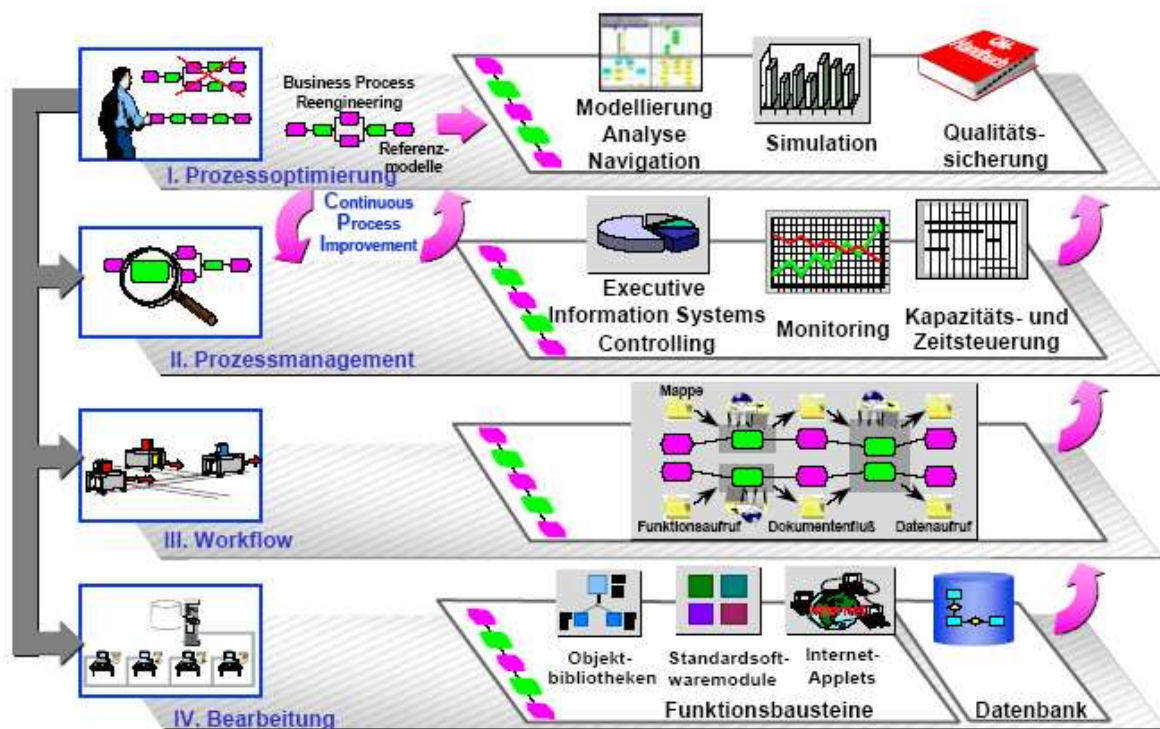 Business Process
Reengineering
Referenz-
modelle
I. Prozessoptimierung
Modellierung
Analyse
Navigation
Simulation
Handbuch
Qualitäts-
sicherung
Continuous
Process
Improvement
II. Prozessmanagement
Executive
Information Systems
Controlling
Monitoring
Kapazitäts- und
Zeitsteuerung
III. Workflow
Mappe
Funktionsaufruf
Dokumentenfluß
Datenaufruf
IV. Bearbeitung
Objekt-
bibliotheken
Standardsoft-
waremodule
Internet
Internet-
Applets
Funktionsbausteine
Datenbank